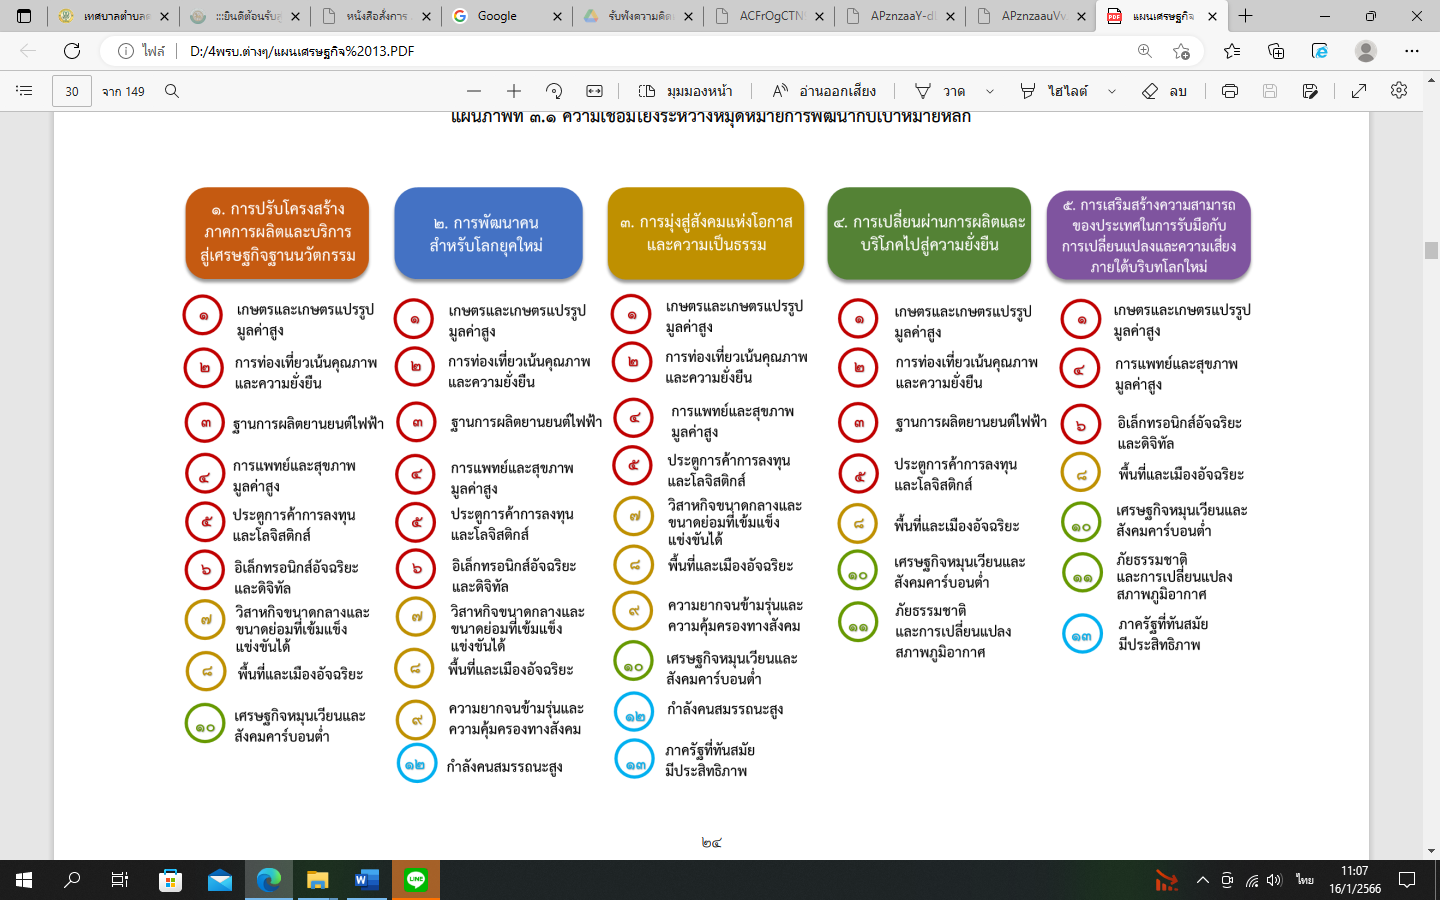 เทศบาลตำบลด
:::ยินดีต้อนรับสู่
หนังสือสั่งการ
Google
รับฟังความคิด
ACFrOgCTN
APznzaaY-d
APznzaauVv
แผนเศรษฐกิจ
ไฟล์ D:/4พรบ.ต่างๆ/แผนเศรษฐกิจ%2013.PDF
30 จาก 149 มุมมองหน้า อ่านออกเสียง วาด ไฮไลต์ ลบ
แผนภาพที่ ๓.๑ ความเชื่อมโยงระหว่างหมุดหมายการพัฒนากับเป้าหมายหลัก
๑. การปรับโครงสร้าง
ภาคการผลิตและบริการ
สู่เศรษฐกิจฐานนวัตกรรม
๑ เกษตรและเกษตรแปรรูป
มูลค่าสูง
๒ การท่องเที่ยวเน้นคุณภาพ
และความยั่งยืน
๓ ฐานการผลิตยานยนต์ไฟฟ้า
๔ การแพทย์และสุขภาพ
มูลค่าสูง
๕ ประตูการค้าการลงทุน
และโลจิสติกส์
๖ อิเล็กทรอนิกส์อัจฉริยะ
และดิจิทัล
๗ วิสาหกิจขนาดกลางและ
ขนาดย่อมที่เข้มแข็ง
แข่งขันได้
๘ พื้นที่และเมืองอัจฉริยะ
๑๐ เศรษฐกิจหมุนเวียนและ
สังคมคาร์บอนต่ำ
๒. การพัฒนาคน
สำหรับโลกยุคใหม่
๑ เกษตรและเกษตรแปรรูป
มูลค่าสูง
๒ การท่องเที่ยวเน้นคุณภาพ
และความยั่งยืน
๓ ฐานการผลิตยานยนต์ไฟฟ้า
๔ การแพทย์และสุขภาพ
มูลค่าสูง
๕ ประตูการค้าการลงทุน
และโลจิสติกส์
๖ อิเล็กทรอนิกส์อัจฉริยะ
และดิจิทัล
๗ วิสาหกิจขนาดกลางและ
ขนาดย่อมที่เข้มแข็ง
แข่งขันได้
๘ พื้นที่และเมืองอัจฉริยะ
๙ ความยากจนข้ามรุ่นและ
ความคุ้มครองทางสังคม
๑๒ กำลังคนสมรรถนะสูง
๓. การมุ่งสู่สังคมแห่งโอกาส
และความเป็นธรรม
๑ เกษตรและเกษตรแปรรูป
มูลค่าสูง
๒ การท่องเที่ยวเน้นคุณภาพ
และความยั่งยืน
๔ การแพทย์และสุขภาพ
มูลค่าสูง
๕ ประตูการค้าการลงทุน
และโลจิสติกส์
๗ วิสาหกิจขนาดกลางและ
ขนาดย่อมที่เข้มแข็ง
แข่งขันได้
๘ พื้นที่และเมืองอัจฉริยะ
๙ ความยากจนข้ามรุ่นและ
ความคุ้มครองทางสังคม
๑๐ เศรษฐกิจหมุนเวียนและ
สังคมคาร์บอนต่ำ
๑๒ กำลังคนสมรรถนะสูง
๑๓ ภาครัฐที่ทันสมัย
มีประสิทธิภาพ
๔. การเปลี่ยนผ่านการผลิตและ
บริโภคไปสู่ความยั่งยืน
๑ เกษตรและเกษตรแปรรูป
มูลค่าสูง
๒ การท่องเที่ยวเน้นคุณภาพ
และความยั่งยืน
๓ ฐานการผลิตยานยนต์ไฟฟ้า
๕ ประตูการค้าการลงทุน
และโลจิสติกส์
๘ พื้นที่และเมืองอัจฉริยะ
๑๐ เศรษฐกิจหมุนเวียนและ
สังคมคาร์บอนต่ำ
๑๑ ภัยธรรมชาติ
และการเปลี่ยนแปลง
สภาพภูมิอากาศ
๕. การเสริมสร้างความสามารถ
ของประเทศในการรับมือกับ
การเปลี่ยนแปลงและความเสี่ยง
ภายใต้บริบทโลกใหม่
๑ เกษตรและเกษตรแปรรูป
มูลค่าสูง
๔ การแพทย์และสุขภาพ
มูลค่าสูง
๖ อิเล็กทรอนิกส์อัจฉริยะ
และดิจิทัล
๘ พื้นที่และเมืองอัจฉริยะ
๑๐ เศรษฐกิจหมุนเวียนและ
สังคมคาร์บอนต่ำ
๑๑ ภัยธรรมชาติ
และการเปลี่ยนแปลง
สภาพภูมิอากาศ
๑๓ ภาครัฐที่ทันสมัย
มีประสิทธิภาพ
๒๔
LINE
ไทย
11:07
16/1/2566